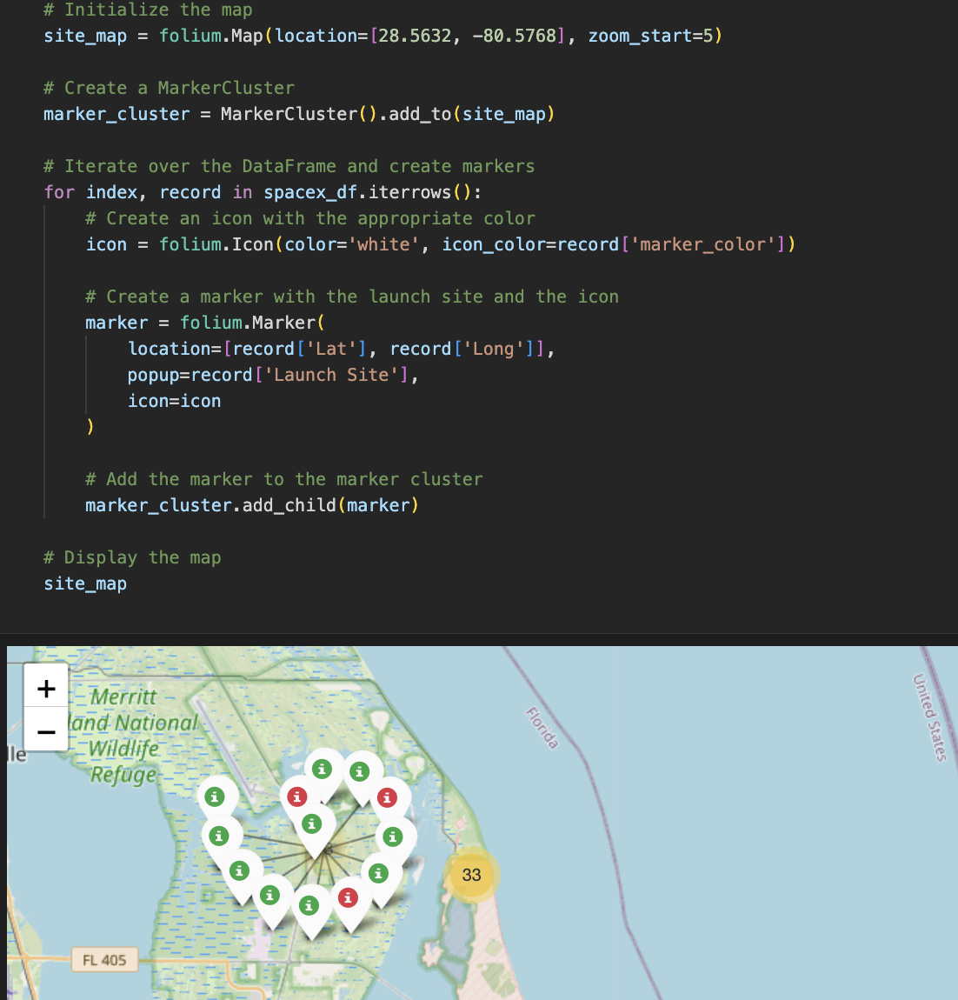 # Initialize the map
site_map = folium.Map(location=[28.5632, -80.5768], zoom_start=5)
# Create a MarkerCluster
marker_cluster = MarkerCluster().add_to(site_map)
# Iterate over the DataFrame and create markers
for index, record in spacex_df.iterrows():
    # Create an icon with the appropriate color
    icon = folium.Icon(color='white', icon_color=record['marker_color'])
    # Create a marker with the launch site and the icon
    marker = folium.Marker(
        location=[record['Lat'], record['Long']],
        popup=record['Launch Site'],
        icon=icon
    )
    # Add the marker to the marker cluster
    marker_cluster.add_child(marker)
# Display the map
site_map
+
−
Merritt
land National
Wildlife
Refuge
lle
Florida
United States
i
i
i
i
i
i
i
i
i
i
i
i
i
33
FL 405